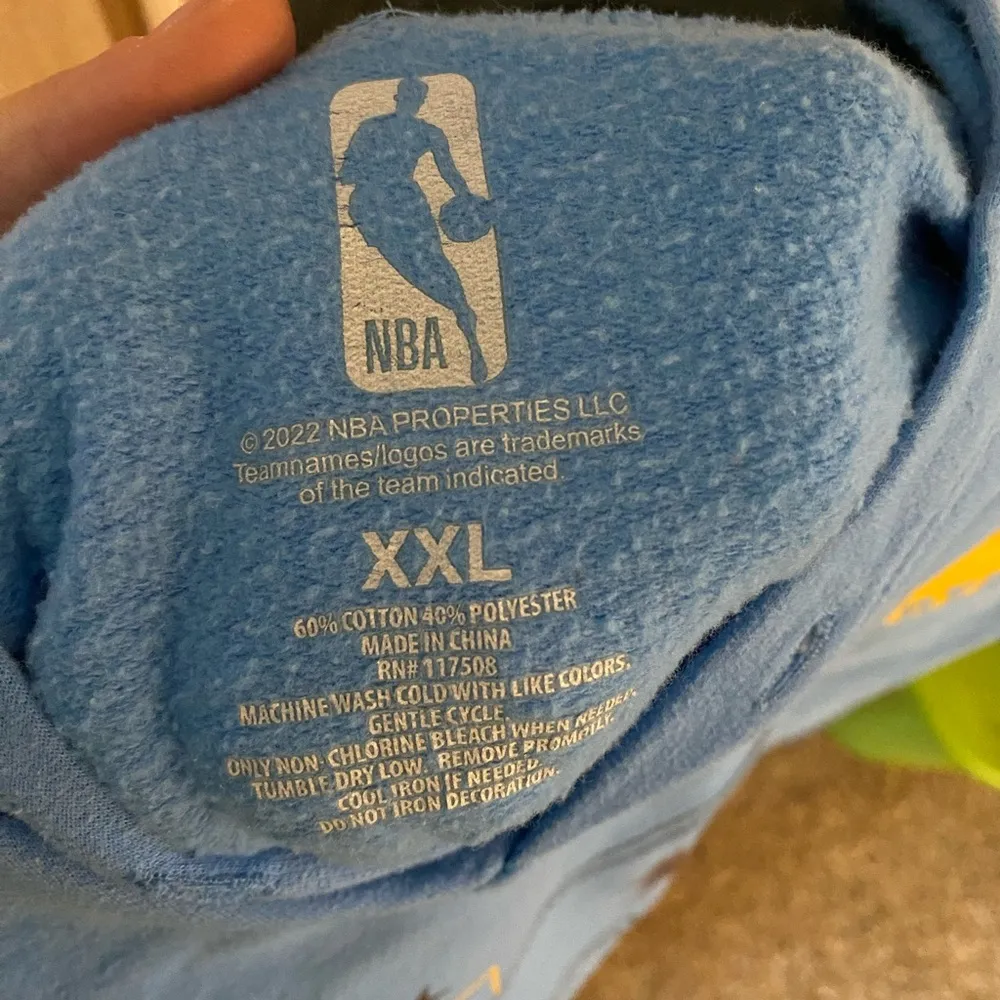 NBA
© 2022 NBA PROPERTIES LLC
Teamnames/logos are trademarks
of the team indicated.
XXL
60% COTTON 40% POLYESTER
MADE IN CHINA
RN# 117508
MACHINE WASH COLD WITH LIKE COLORS.
GENTLE CYCLE.
ONLY NON-CHLORINE BLEACH WHEN NEEDED.
TUMBLE DRY LOW. REMOVE PROMPTLY.
COOL IRON IF NEEDED.
DO NOT IRON DECORATION.